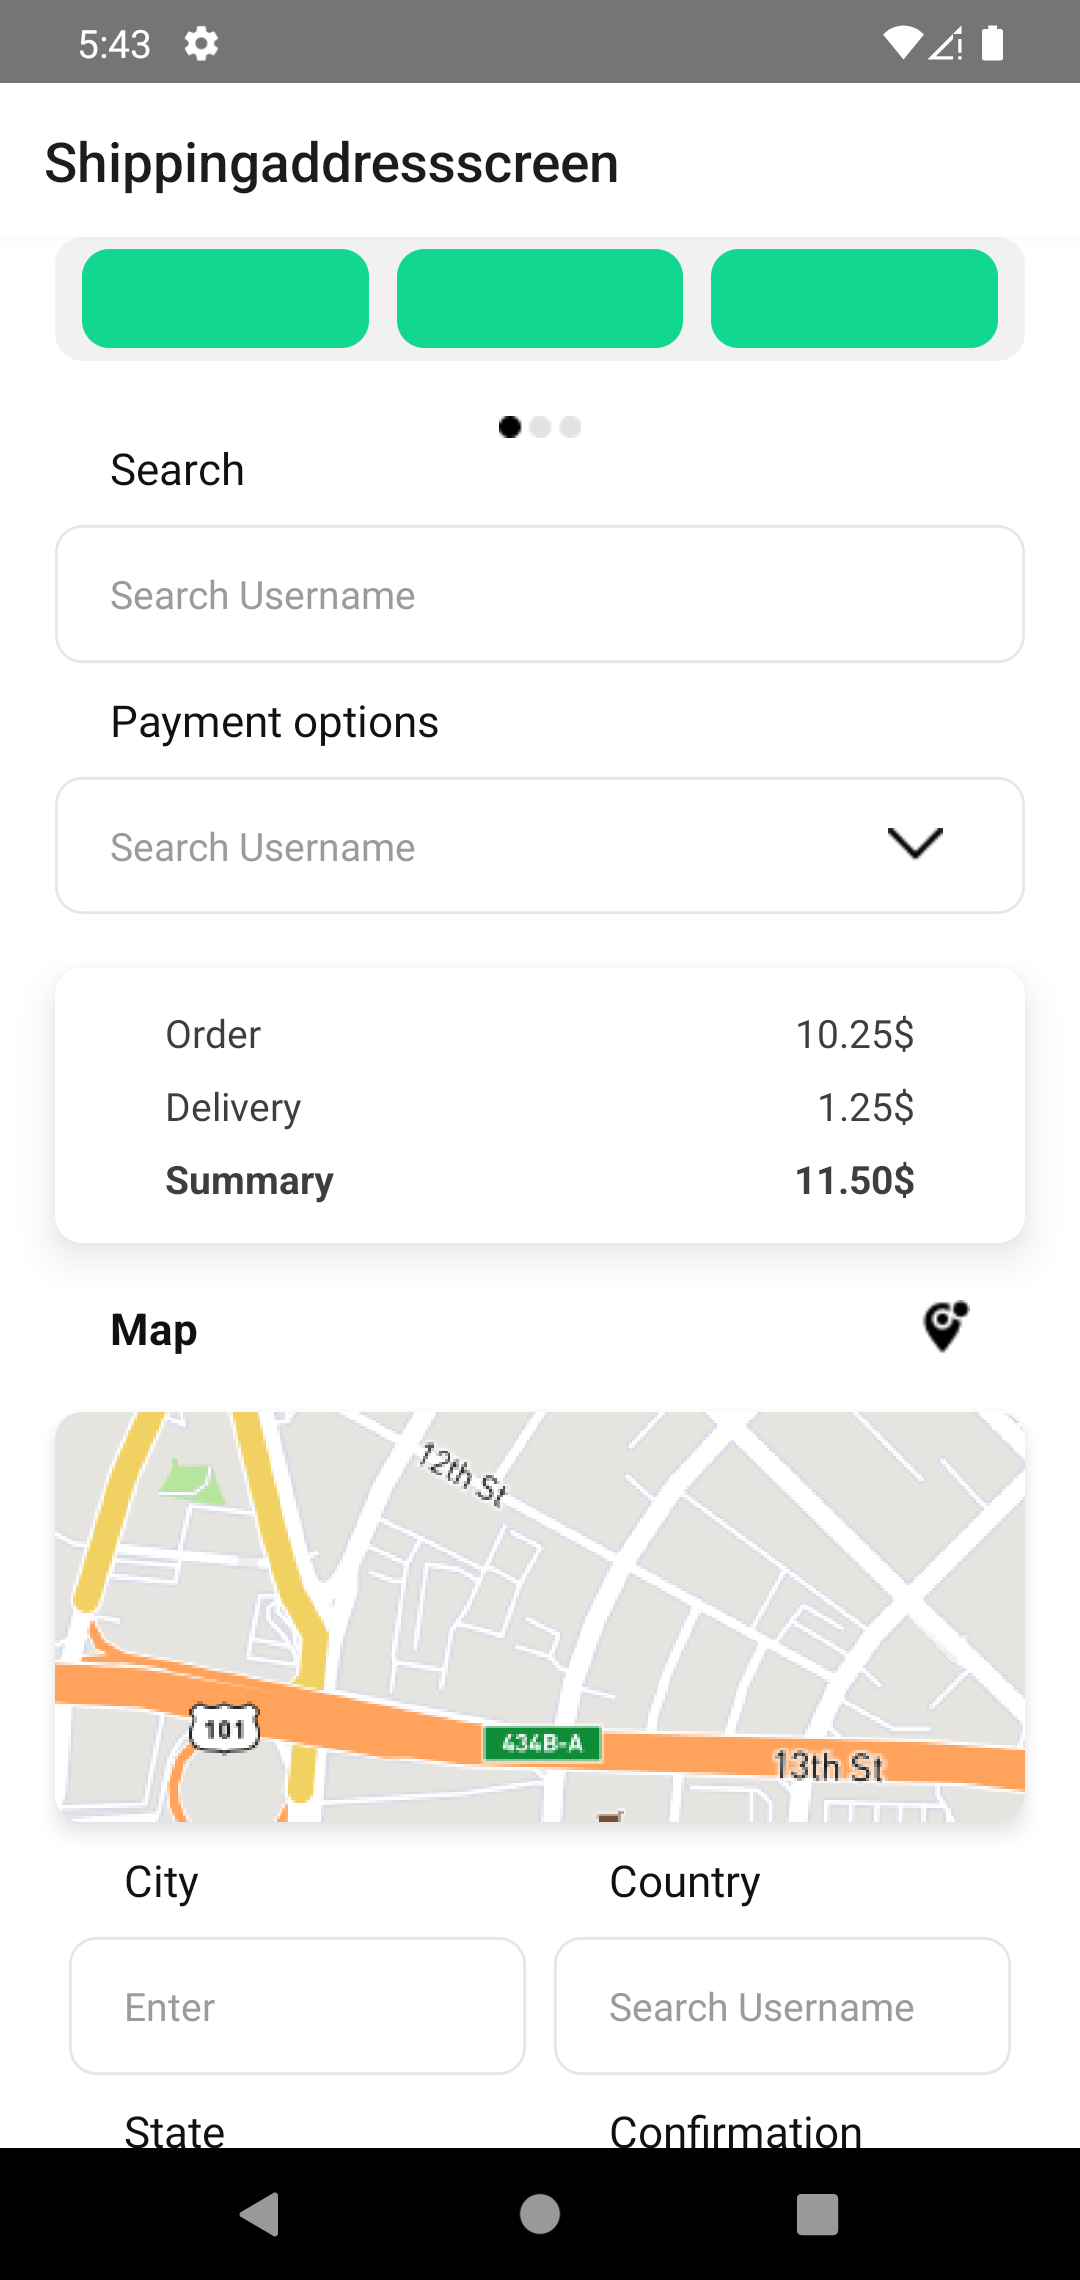 5:43
Shippingaddressscreen
Search
Search Username
Payment options
Search Username
Order 10.25$
Delivery 1.25$
Summary 11.50$
Map
12th St
101
434B-A
13th St
City Country
Enter Search Username
State Confirmation